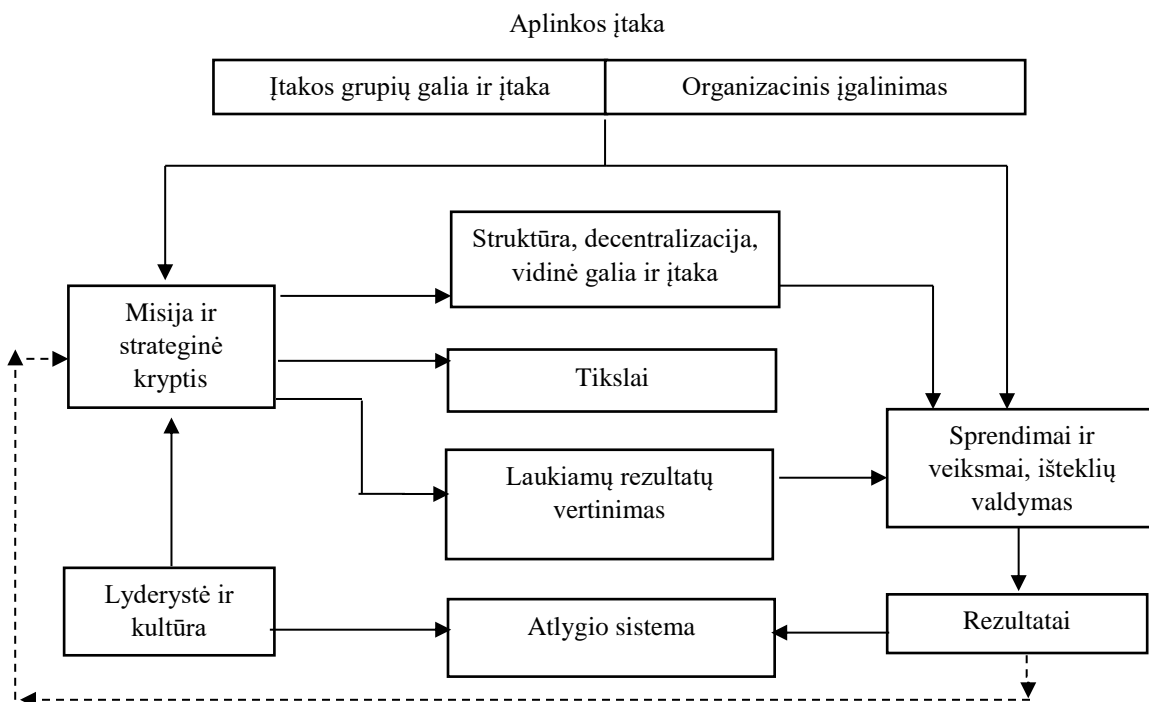 Aplinkos įtaka
Įtakos grupių galia ir įtaka
Organizacinis įgalinimas
Struktūra, decentralizacija,
vidinė galia ir įtaka
Misija ir
strateginė
kryptis
Tikslai
Sprendimai ir
veiksmai, išteklių
valdymas
Laukiamų rezultatų
vertinimas
Lyderystė ir
kultūra
Atlygio sistema
Rezultatai